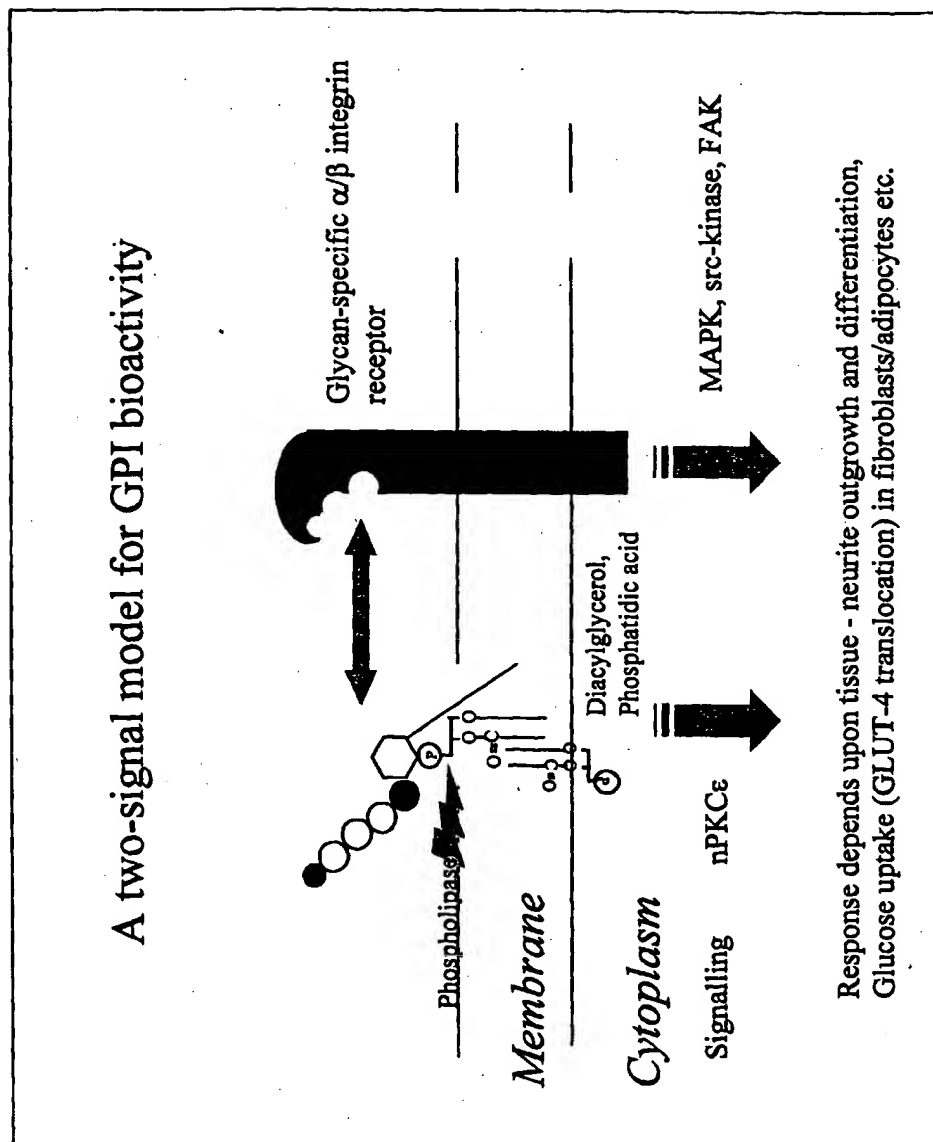 A two-signal model for GPI bioactivity
Glycan-specific α/β integrin
receptor
Phospholipase
P
O
O
O=C
O
O
O=C
O
P
Membrane
Diacylglycerol,
Phosphatidic acid
Cytoplasm
Signalling
nPKCε
MAPK, src-kinase, FAK
Response depends upon tissue - neurite outgrowth and differentiation,
Glucose uptake (GLUT-4 translocation) in fibroblasts/adipocytes etc.